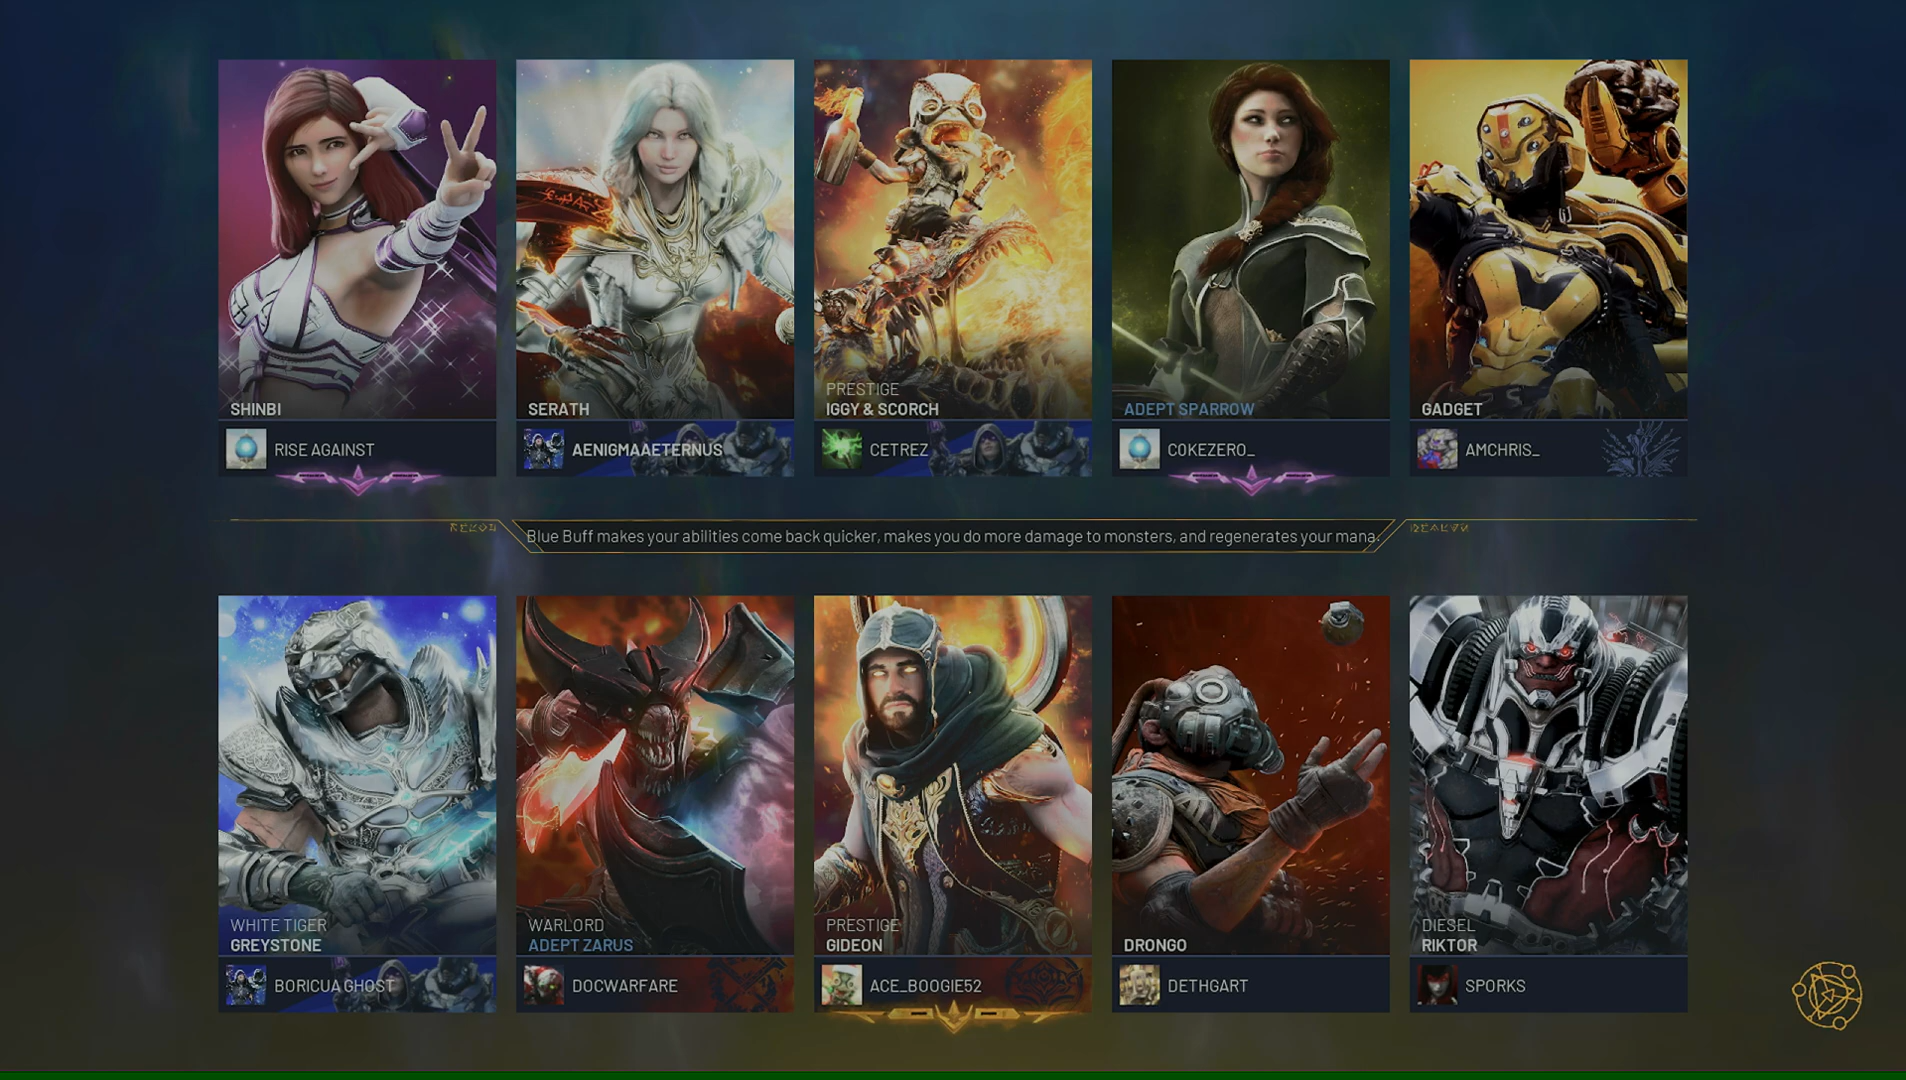 SHINBI
RISE AGAINST
SERATH
AENIGMAAETERNUS
PRESTIGE
IGGY & SCORCH
CETREZ
ADEPT SPARROW
COKEZERO_
GADGET
AMCHRIS_
Blue Buff makes your abilities come back quicker, makes you do more damage to monsters, and regenerates your mana.
WHITE TIGER
GREYSTONE
BORICUA GHOST
WARLORD
ADEPT ZARUS
DOCWARFARE
PRESTIGE
GIDEON
ACE_BOOGIE52
DRONGO
DETHGART
DIESEL
RIKTOR
SPORKS